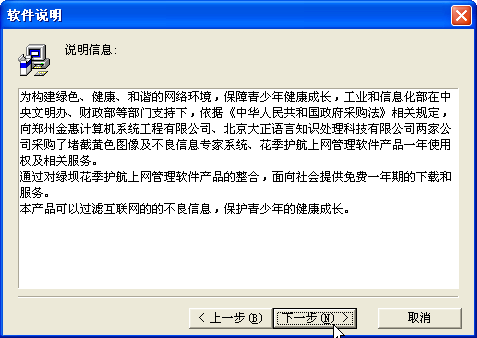 软件说明
说明信息:
为构建绿色、健康、和谐的网络环境，保障青少年健康成长，工业和信息化部在中
央文明办、财政部等部门支持下，依据《中华人民共和国政府采购法》相关规定，
向郑州金惠计算机系统工程有限公司、北京大正语言知识处理科技有限公司两家公
司采购了堵截黄色图像及不良信息专家系统、花季护航上网管理软件产品一年使用
权及相关服务。
通过对绿坝花季护航上网管理软件产品的整合，面向社会提供免费一年期的下载和
服务。
本产品可以过滤互联网的的不良信息，保护青少年的健康成长。
< 上一步(B)
下一步(N) >
取消